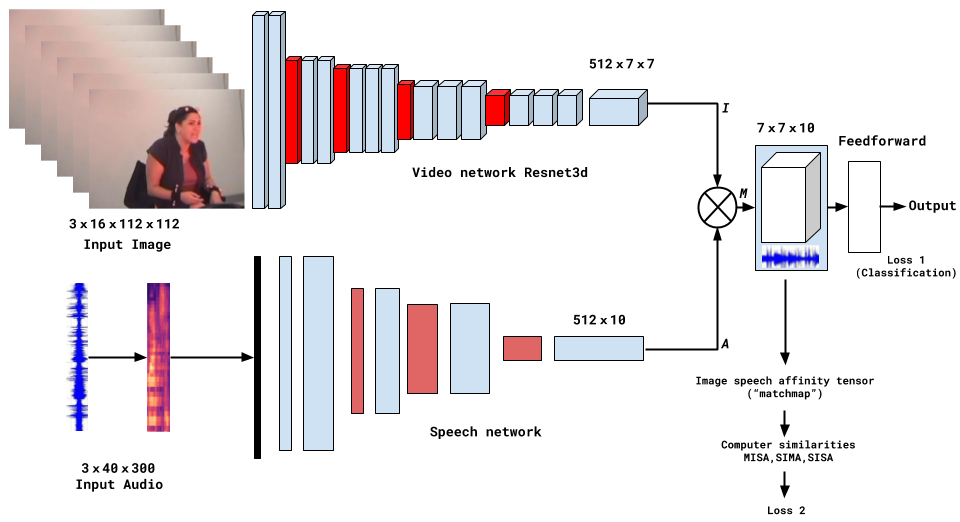 512 x 7 x 7
I
7 x 7 x 10
Feedforward
Video network Resnet3d
M
Output
3 x 16 x 112 x 112
Input Image
Loss 1
(Classification)
512 x 10
A
Image speech affinity tensor
(“matchmap”)
Speech network
Computer similarities
MISA,SIMA,SISA
3 x 40 x 300
Input Audio
Loss 2